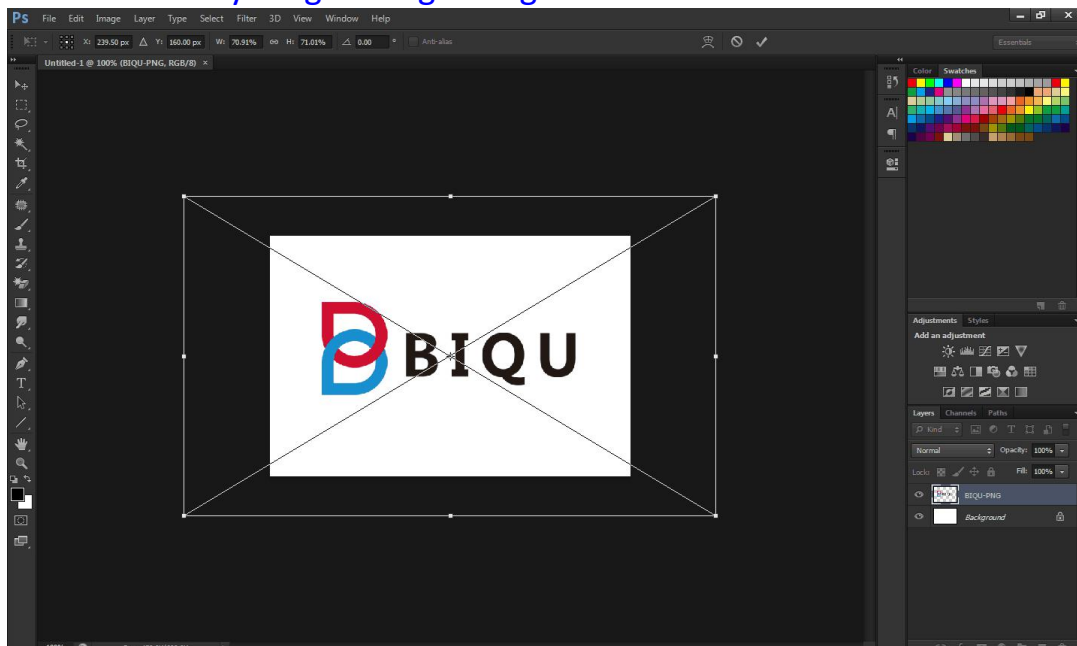 Ps File Edit Image Layer Type Select Filter 3D View Window Help
X: 239.50 px Y: 160.00 px W: 70.91% H: 71.01% 0.00 ° Anti-alias Essentials
Untitled-1 @ 100% (BIQU-PNG, RGB/8) ×
Color Swatches
BIQU
Adjustments Styles
Add an adjustment
Layers Channels Paths
Kind
Normal Opacity: 100%
Lock: Fill: 100%
BIQU-PNG
Background